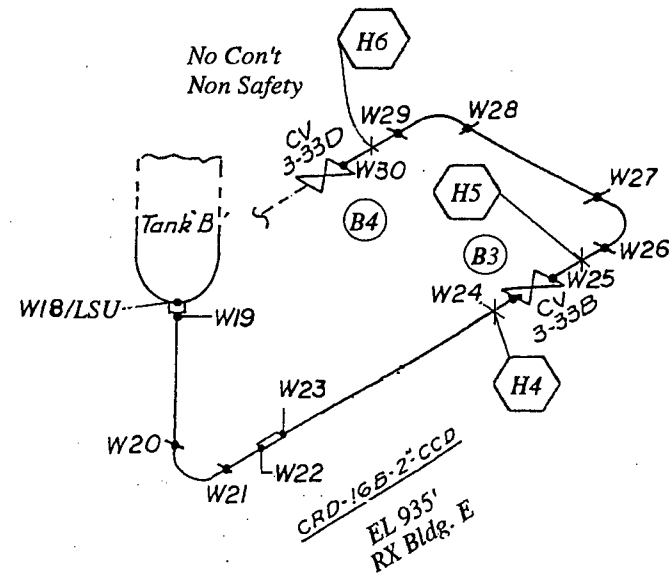 H6
No Con't
Non Safety
W29
W28
CV
3-33D
W30
W27
H5
Tank 'B'
B4
B3
W26
W25
W24
W18/LSU
W19
CV
3-33B
H4
W23
W20
W22
W21
CRD-16B-2"-CCD
EL 935'
RX Bldg. E